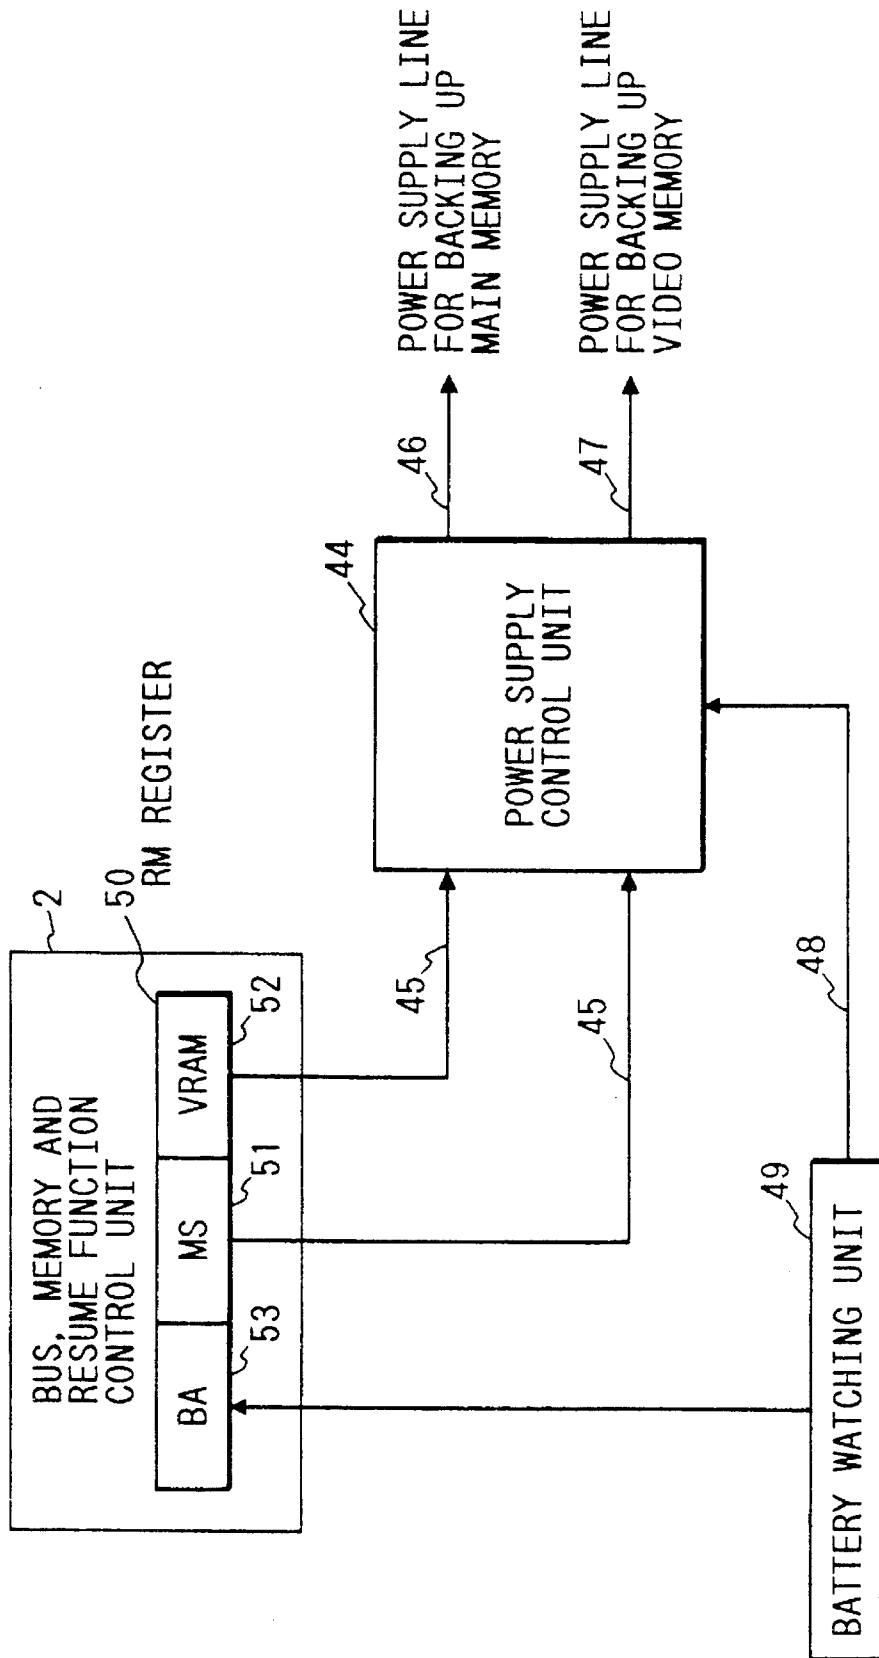 2
BUS, MEMORY AND
RESUME FUNCTION
CONTROL UNIT
50
RM REGISTER
BA
MS
VRAM
53
51
52
45
45
44
POWER SUPPLY
CONTROL UNIT
46
POWER SUPPLY LINE
FOR BACKING UP
MAIN MEMORY
47
POWER SUPPLY LINE
FOR BACKING UP
VIDEO MEMORY
49
48
BATTERY WATCHING UNIT